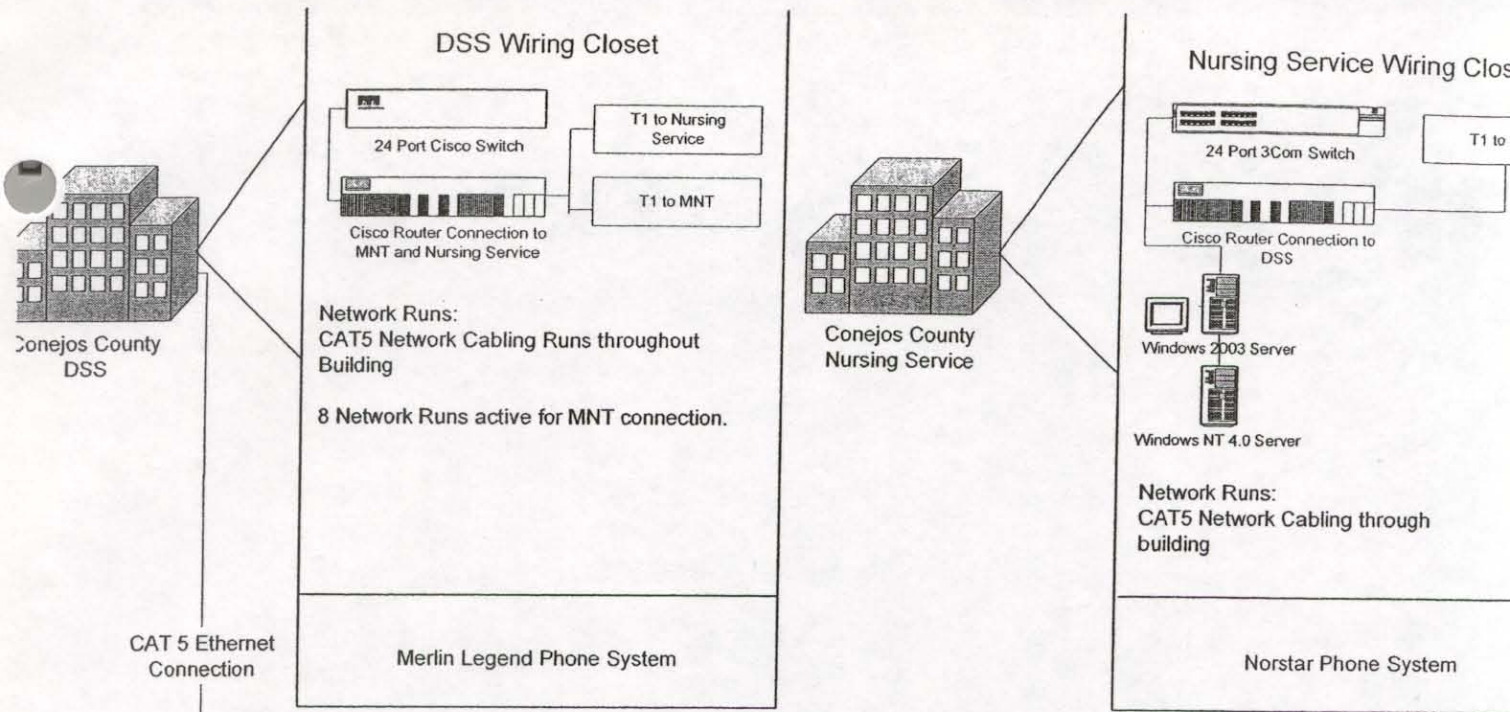 DSS Wiring Closet
24 Port Cisco Switch
T1 to Nursing
Service
T1 to MNT
Cisco Router Connection to
MNT and Nursing Service
Conejos County
DSS
Network Runs:
CAT5 Network Cabling Runs throughout
Building
8 Network Runs active for MNT connection.
CAT 5 Ethernet
Connection
Merlin Legend Phone System
Conejos County
Nursing Service
Nursing Service Wiring Clos
24 Port 3Com Switch
T1 to
Cisco Router Connection to
DSS
Windows 2003 Server
Windows NT 4.0 Server
Network Runs:
CAT5 Network Cabling through
building
Norstar Phone System